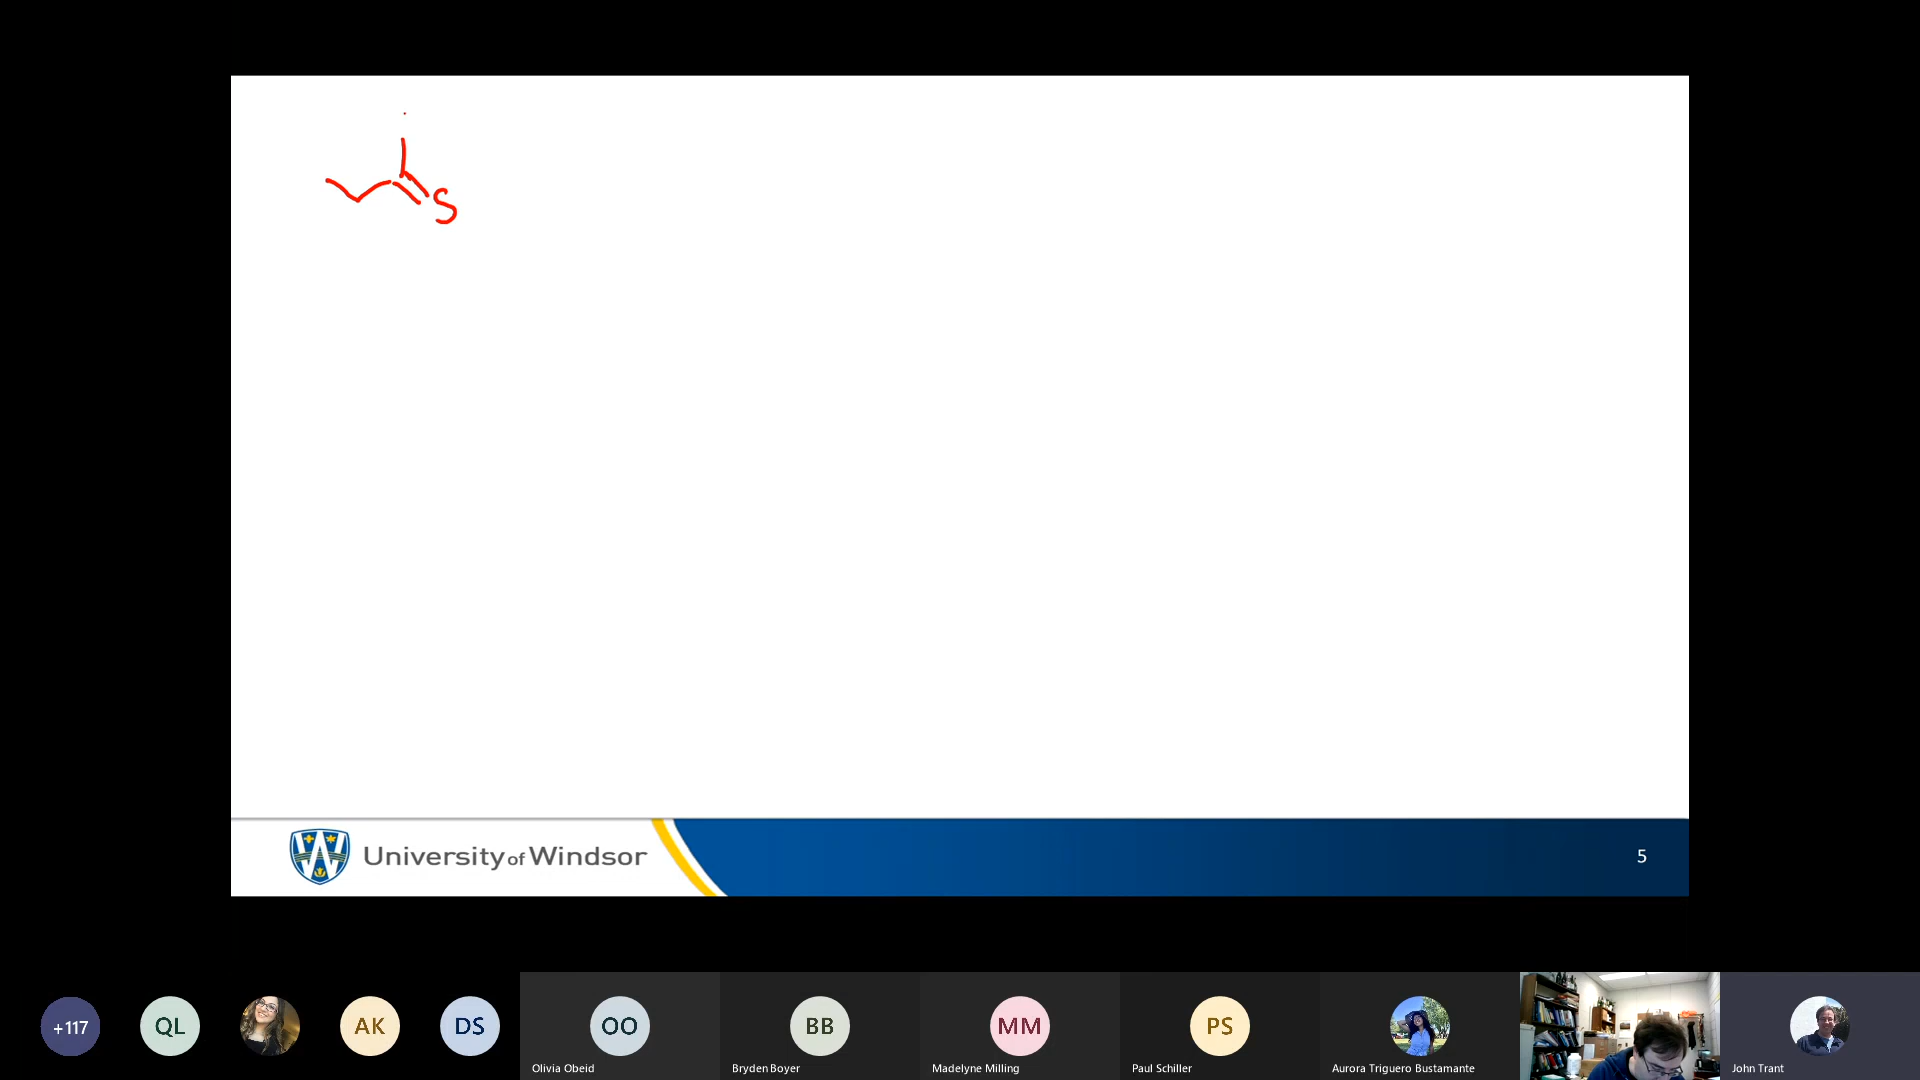 S
University of Windsor
5
+117
QL
AK
DS
OO
BB
MM
PS
Olivia Obeid
Bryden Boyer
Madelyne Milling
Paul Schiller
Aurora Triguero Bustamante
John Trant